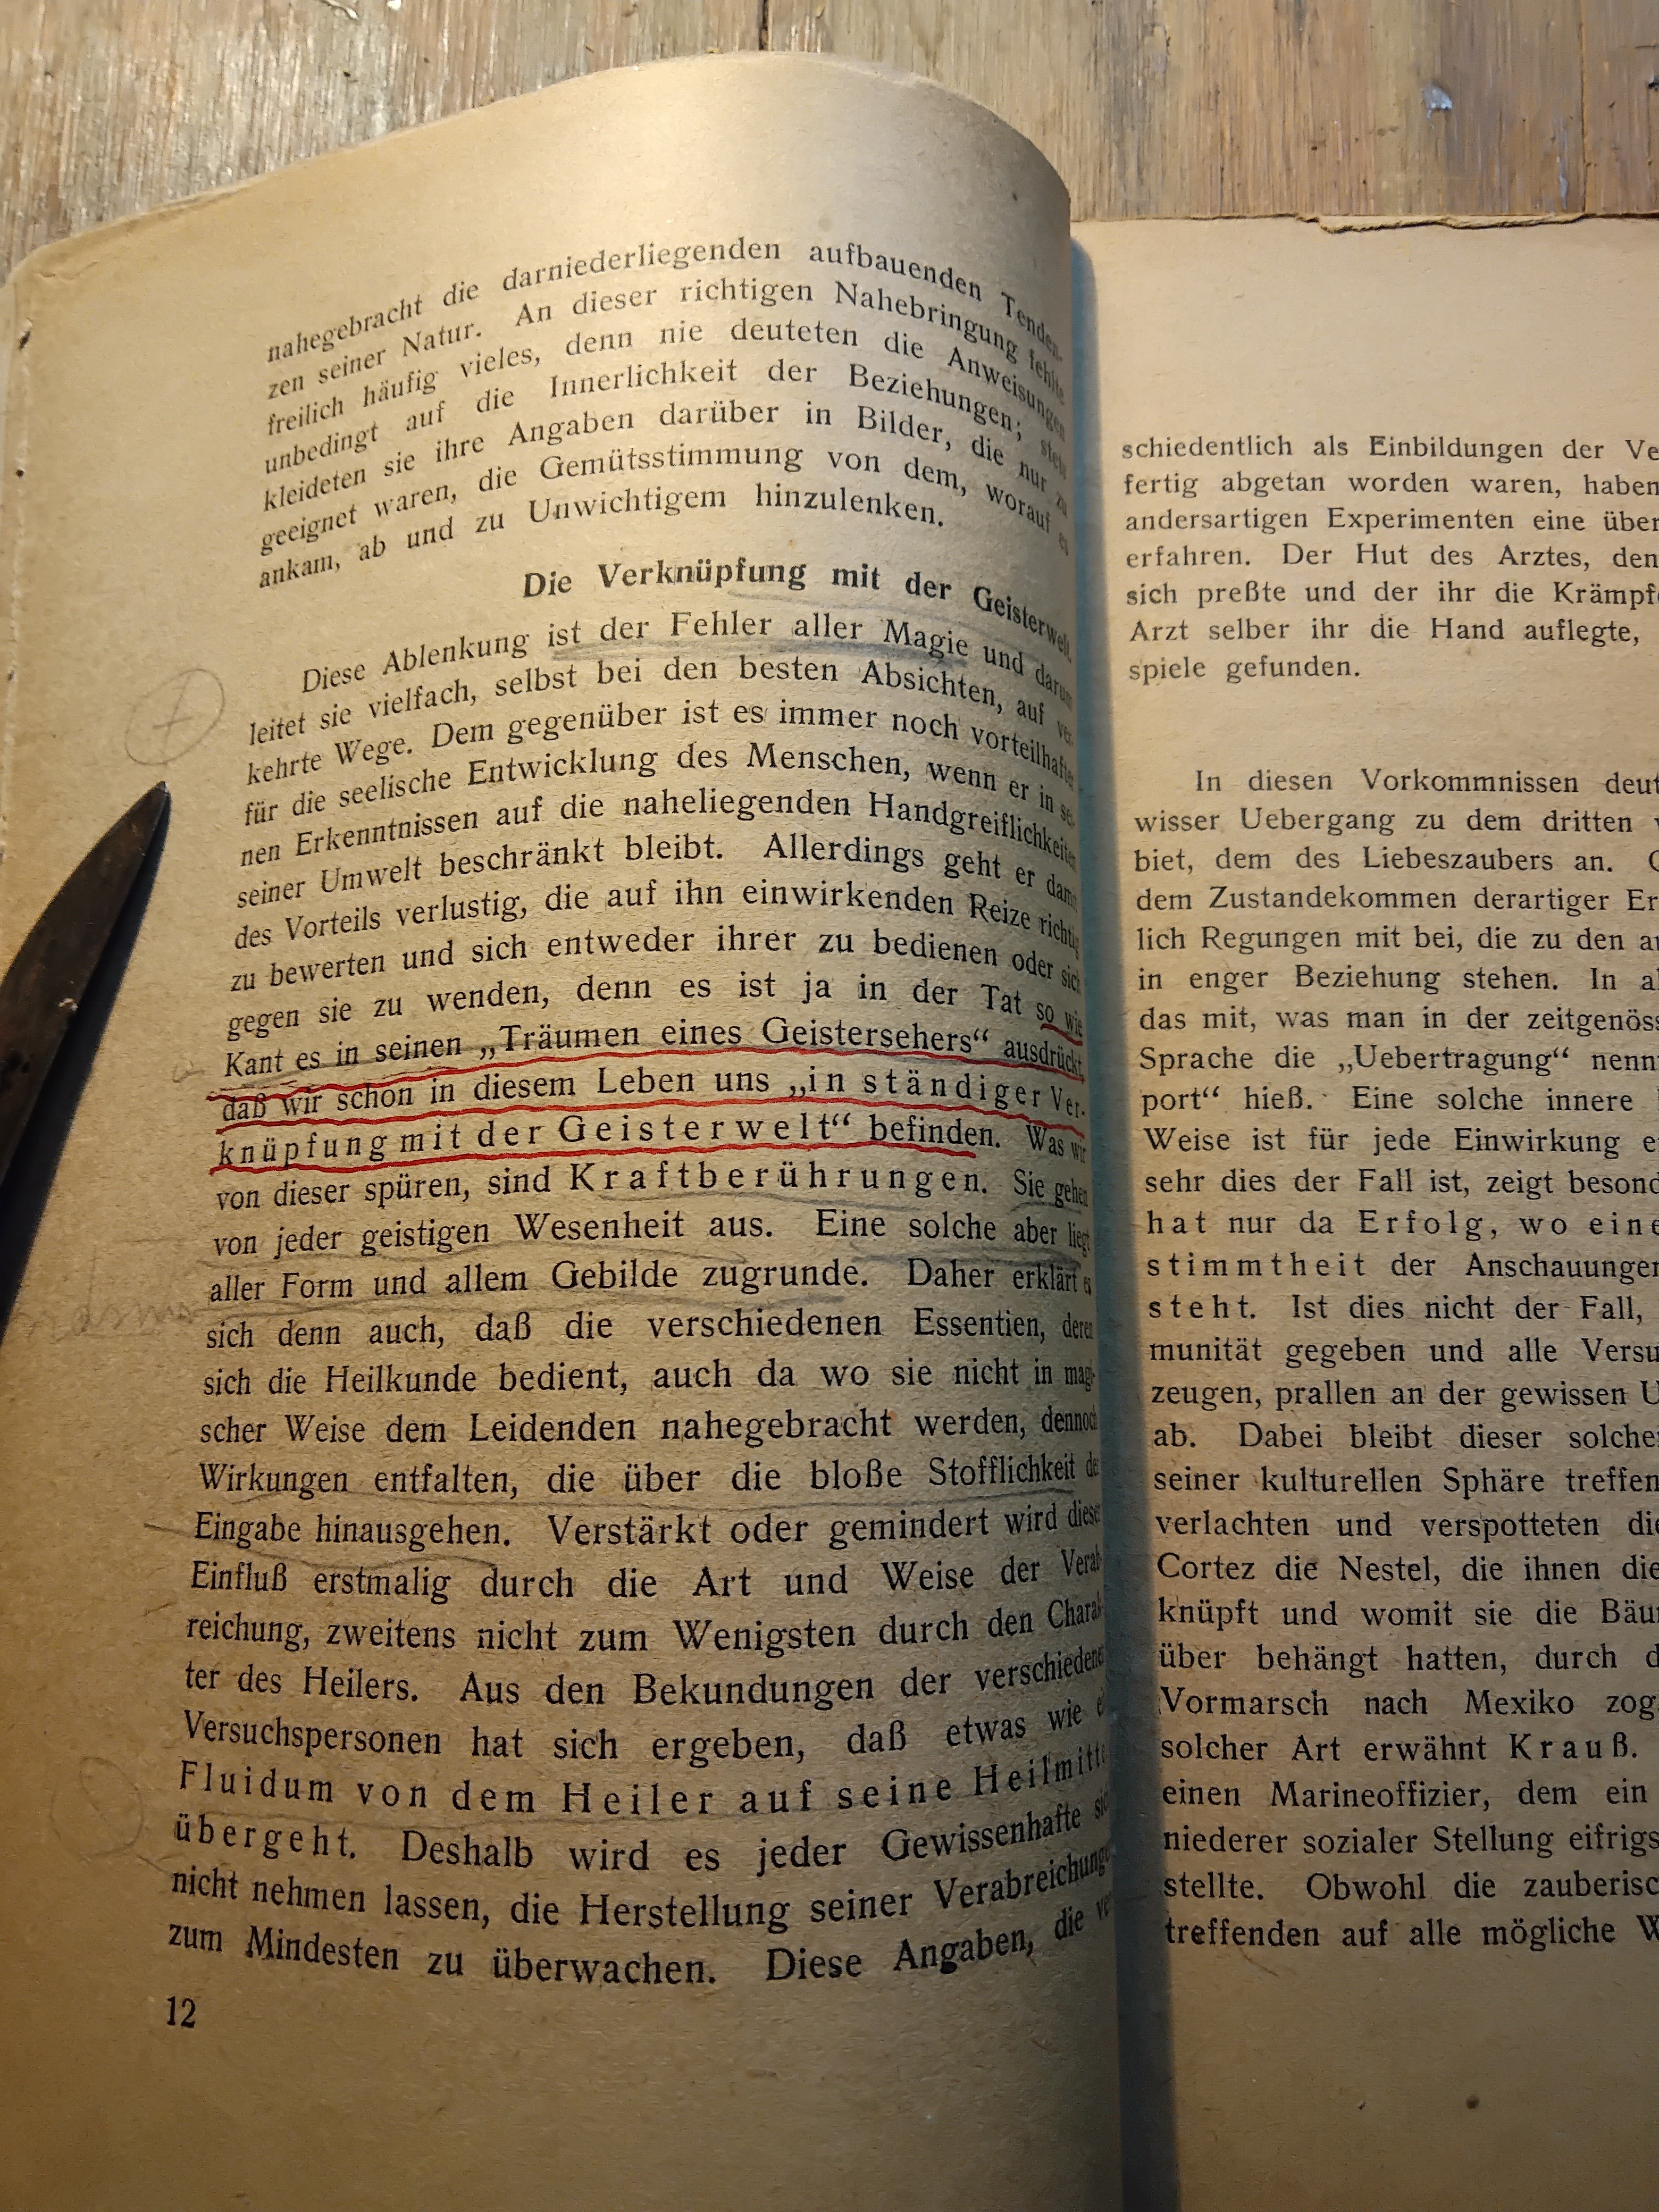 nahegebracht die darniederliegenden aufbauenden Tenden-
zen seiner Natur. An dieser richtigen Nahebringung fehlte
freilich häufig vieles, denn nie deuteten die Anweisungen
unbedingt auf die Innerlichkeit der Beziehungen; stets
kleideten sie ihre Angaben darüber in Bilder, die nur zu
geeignet waren, die Gemütsstimmung von dem, worauf es
ankam, ab und zu Unwichtigem hinzulenken.
Die Verknüpfung mit der Geisterwelt.
Diese Ablenkung ist der Fehler aller Magie und darum
leitet sie vielfach, selbst bei den besten Absichten, auf ver-
kehrte Wege. Dem gegenüber ist es immer noch vorteilhafter
für die seelische Entwicklung des Menschen, wenn er in sei-
nen Erkenntnissen auf die naheliegenden Handgreiflichkeiten
seiner Umwelt beschränkt bleibt. Allerdings geht er damit
des Vorteils verlustig, die auf ihn einwirkenden Reize richtig
zu bewerten und sich entweder ihrer zu bedienen oder sich
gegen sie zu wenden, denn es ist ja in der Tat so wie
Kant es in seinen „Träumen eines Geistersehers“ ausdrückt,
daß wir schon in diesem Leben uns „in ständiger Ver-
knüpfung mit der Geisterwelt“ befinden. Was wir
von dieser spüren, sind Kraftberührungen. Sie gehen
von jeder geistigen Wesenheit aus. Eine solche aber liegt
aller Form und allem Gebilde zugrunde. Daher erklärt es
sich denn auch, daß die verschiedenen Essentien, deren
sich die Heilkunde bedient, auch da wo sie nicht in magi-
scher Weise dem Leidenden nahegebracht werden, dennoch
Wirkungen entfalten, die über die bloße Stofflichkeit der
Eingabe hinausgehen. Verstärkt oder gemindert wird dieser
Einfluß erstmalig durch die Art und Weise der Verab-
reichung, zweitens nicht zum Wenigsten durch den Charak-
ter des Heilers. Aus den Bekundungen der verschiedenen
Versuchspersonen hat sich ergeben, daß etwas wie
Fluidum von dem Heiler auf seine Heilmittel
übergeht. Deshalb wird es jeder Gewissenhafte sich
nicht nehmen lassen, die Herstellung seiner Verabreichungen
zum Mindesten zu überwachen. Diese Angaben, die
12
schiedentlich als Einbildungen der
fertig abgetan worden waren, haben
andersartigen Experimenten eine
erfahren. Der Hut des Arztes, den
sich preßte und der ihr die
Arzt selber ihr die Hand auflegte,
spiele gefunden.
In diesen Vorkommnissen
wisser Uebergang zu dem dritten
biet, dem des Liebeszaubers an.
dem Zustandekommen derartiger
lich Regungen mit bei, die zu den
in enger Beziehung stehen. In
das mit, was man in der
Sprache die „Uebertragung“
port“ hieß. Eine solche innere
Weise ist für jede Einwirkung
sehr dies der Fall ist, zeigt
hat nur da Erfolg, wo eine
stimmtheit der Anschauungen
steht. Ist dies nicht der Fall,
munität gegeben und alle
zeugen, prallen an der gewissen
ab. Dabei bleibt dieser
seiner kulturellen Sphäre
verlachten und verspotteten
Cortez die Nestel, die ihnen
knüpft und womit sie die
über behängt hatten, durch
Vormarsch nach Mexiko
solcher Art erwähnt Krauß.
einen Marineoffizier, dem ein
niederer sozialer Stellung
stellte. Obwohl die
treffenden auf alle mögliche